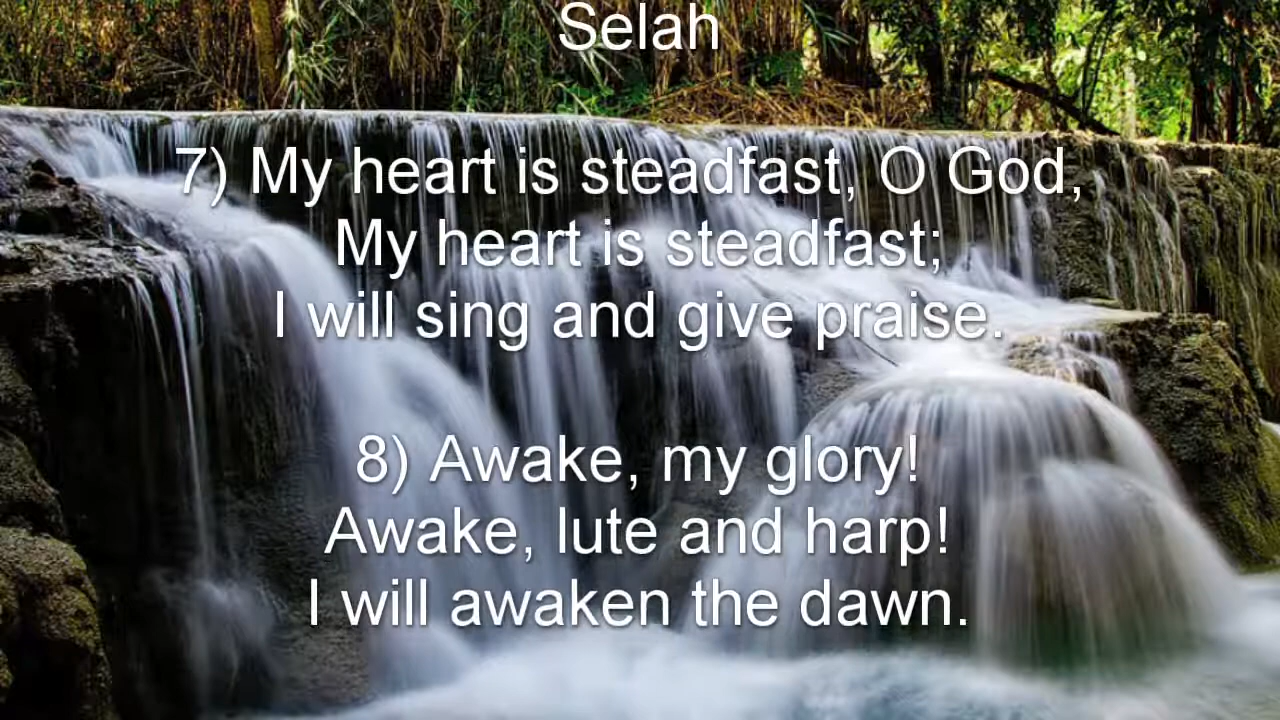 Selah
7) My heart is steadfast, O God,
My heart is steadfast;
I will sing and give praise.
8) Awake, my glory!
Awake, lute and harp!
I will awaken the dawn.